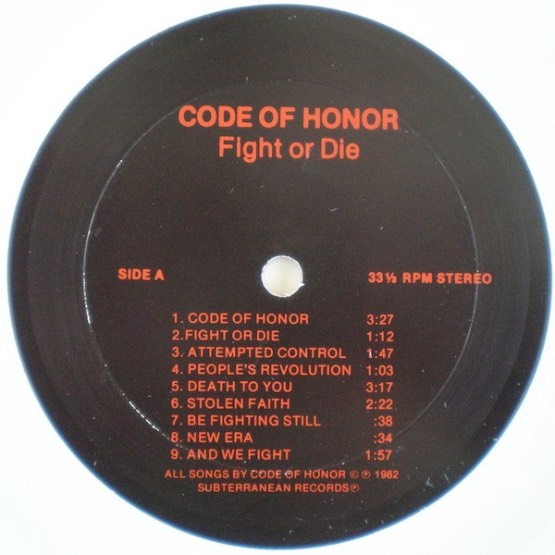 CODE OF HONOR
Fight or Die
SIDE A 33⅓ RPM STEREO
1. CODE OF HONOR 3:27
2.FIGHT OR DIE 1:12
3. ATTEMPTED CONTROL 1:47
4. PEOPLE'S REVOLUTION 1:03
5. DEATH TO YOU 3:17
6. STOLEN FAITH 2:22
7. BE FIGHTING STILL :38
8. NEW ERA :34
9. AND WE FIGHT 1:57
ALL SONGS BY CODE OF HONOR © ℗ 1982
SUBTERRANEAN RECORDS℗